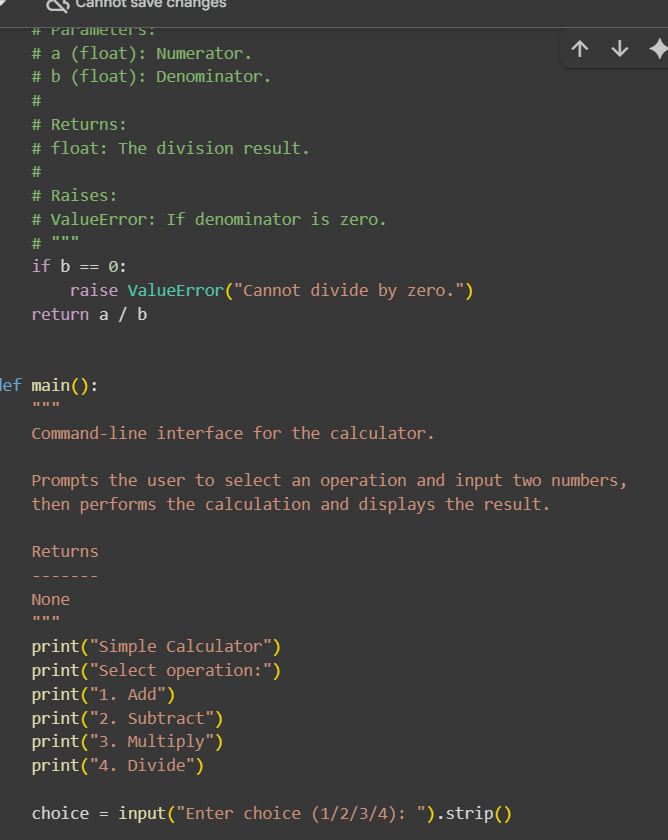 Cannot save changes
# Parameters:
# a (float): Numerator.
# b (float): Denominator.
#
# Returns:
# float: The division result.
#
# Raises:
# ValueError: If denominator is zero.
# """
if b == 0:
    raise ValueError("Cannot divide by zero.")
return a / b
def main():
"""
Command-line interface for the calculator.
Prompts the user to select an operation and input two numbers,
then performs the calculation and displays the result.
Returns
-------
None
"""
print("Simple Calculator")
print("Select operation:")
print("1. Add")
print("2. Subtract")
print("3. Multiply")
print("4. Divide")
choice = input("Enter choice (1/2/3/4): ").strip()